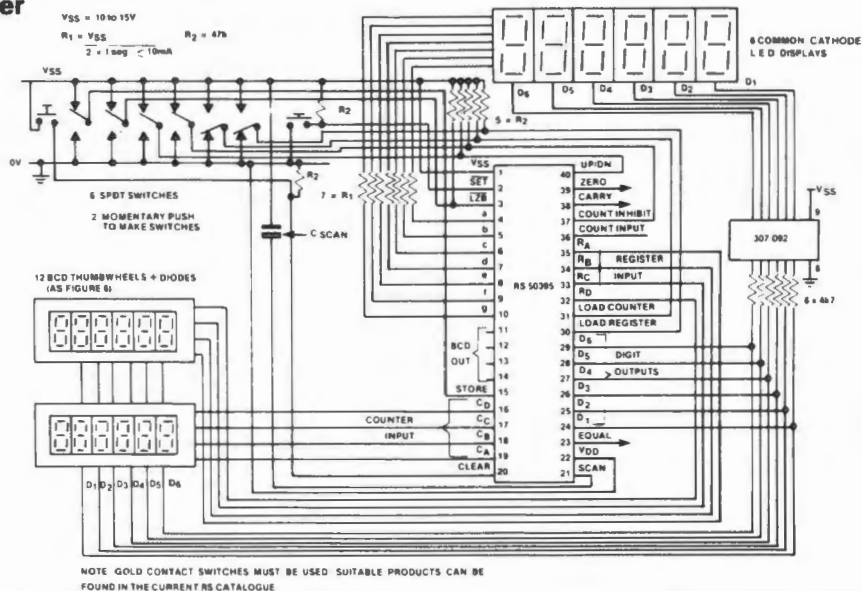 er
VSS = 10 to 15V
R1 = VSS
R2 = 47k
2 × 1 seg < 10mA
6 COMMON CATHODE
L E D DISPLAYS
D6 D5 D4 D3 D2 D1
VSS
R2
5 × R2
0V
R2
6 SPDT SWITCHES
2 MOMENTARY PUSH
TO MAKE SWITCHES
7 × R1
C SCAN
VSS 1
SET 2
LZB 3
a 4
b 5
c 6
d 7
e 8
f 9
g 10
11
BCD 12
OUT 13
14
STORE 15
CD 16
COUNTER CC 17
INPUT CB 18
CA 19
CLEAR 20
RS 50395
40 UP/DN
39 ZERO
38 CARRY
37 COUNT INHIBIT
36 COUNT INPUT
35 RA
34 RB REGISTER
33 RC INPUT
32 RD
31 LOAD COUNTER
30 LOAD REGISTER
29 D6
28 D5 DIGIT
27 D4 OUTPUTS
26 D3
25 D2
24 D1
23 EQUAL
22 VDD
21 SCAN
VSS
9
307 092
8
6 × 4k7
12 BCD THUMBWHEELS + DIODES
(AS FIGURE 6)
D1 D2 D3 D4 D5 D6
NOTE GOLD CONTACT SWITCHES MUST BE USED SUITABLE PRODUCTS CAN BE
FOUND IN THE CURRENT RS CATALOGUE